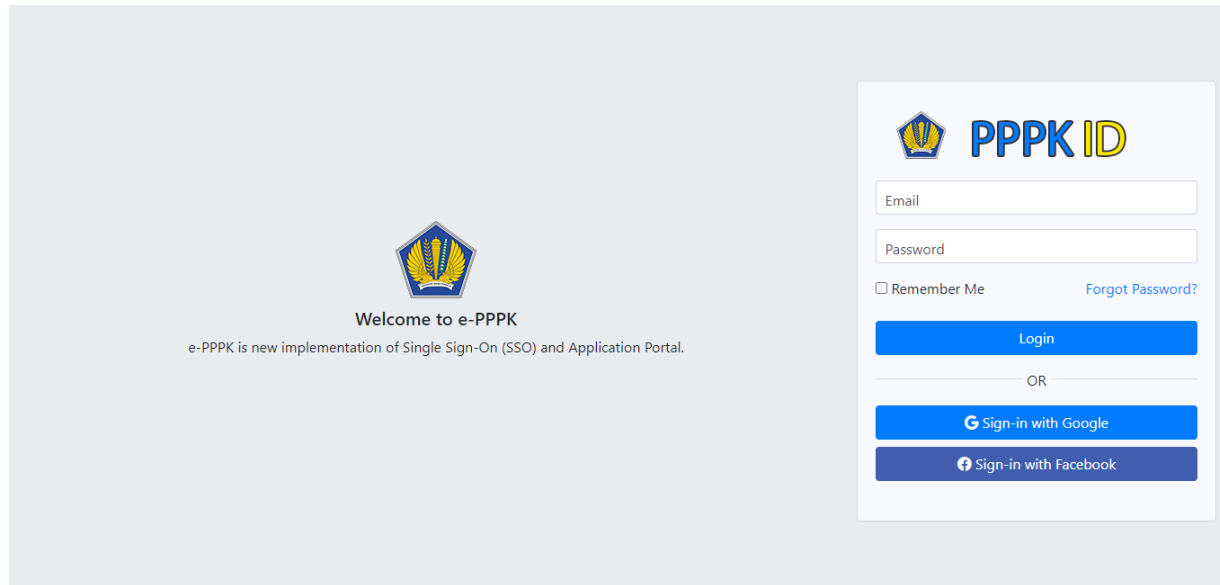 Welcome to e-PPPK
e-PPPK is new implementation of Single Sign-On (SSO) and Application Portal.
PPPK ID
Email
Password
Remember Me
Forgot Password?
Login
OR
Sign-in with Google
Sign-in with Facebook